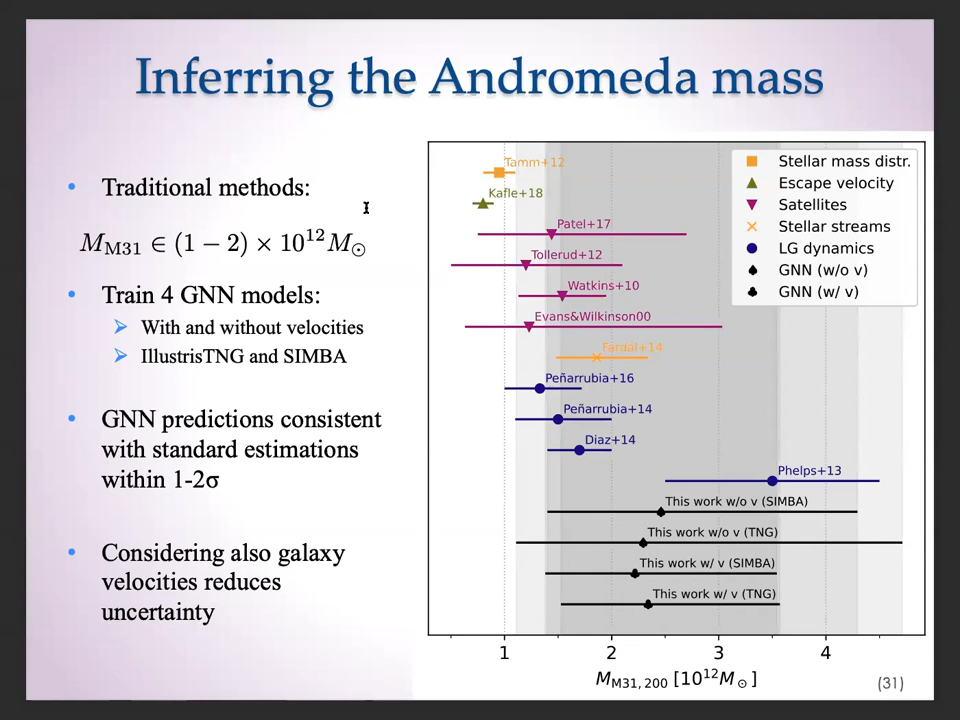 Inferring the Andromeda mass
• Traditional methods:
M_M31 ∈ (1 − 2) × 10^12 M_⊙
• Train 4 GNN models:
➢ With and without velocities
➢ IllustrisTNG and SIMBA
• GNN predictions consistent
with standard estimations
within 1-2σ
• Considering also galaxy
velocities reduces
uncertainty
Tamm+12
Kafle+18
Patel+17
Tollerud+12
Watkins+10
Evans&Wilkinson00
Fardal+14
Peñarrubia+16
Peñarrubia+14
Diaz+14
Phelps+13
This work w/o v (SIMBA)
This work w/o v (TNG)
This work w/ v (SIMBA)
This work w/ v (TNG)
Stellar mass distr.
Escape velocity
Satellites
Stellar streams
LG dynamics
GNN (w/o v)
GNN (w/ v)
1 2 3 4
M_M31, 200 [10^12 M_⊙]
(31)